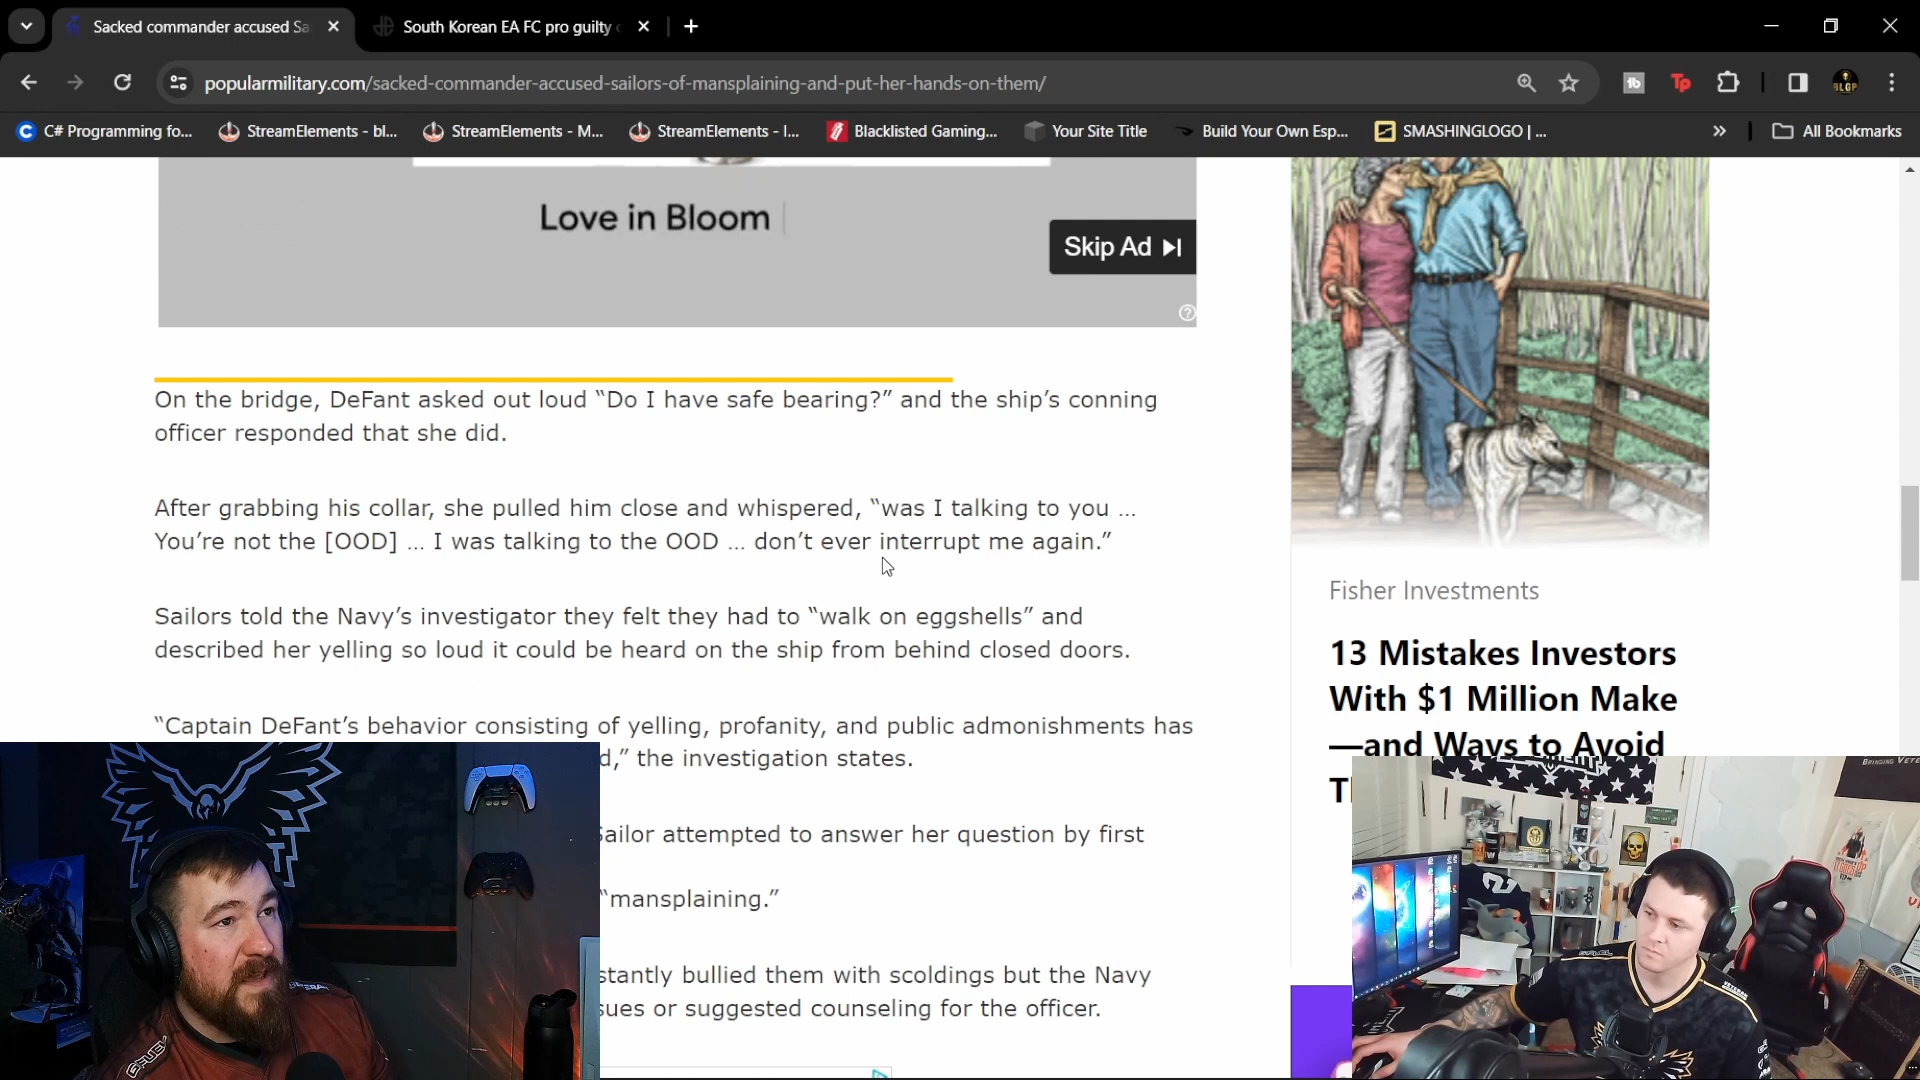 Sacked commander accused Sa
South Korean EA FC pro guilty
popularmilitary.com/sacked-commander-accused-sailors-of-mansplaining-and-put-her-hands-on-them/
C# Programming fo...
StreamElements - bl...
StreamElements - M...
StreamElements - I...
Blacklisted Gaming...
Your Site Title
Build Your Own Esp...
SMASHINGLOGO | ...
All Bookmarks
Love in Bloom
Skip Ad
On the bridge, DeFant asked out loud “Do I have safe bearing?” and the ship’s conning
officer responded that she did.
After grabbing his collar, she pulled him close and whispered, “was I talking to you …
You’re not the [OOD] … I was talking to the OOD … don’t ever interrupt me again.”
Sailors told the Navy’s investigator they felt they had to “walk on eggshells” and
described her yelling so loud it could be heard on the ship from behind closed doors.
“Captain DeFant’s behavior consisting of yelling, profanity, and public admonishments has
d,” the investigation states.
Sailor attempted to answer her question by first
“mansplaining.”
stantly bullied them with scoldings but the Navy
sues or suggested counseling for the officer.
Fisher Investments
13 Mistakes Investors
With $1 Million Make
—and Ways to Avoid
GFUEL